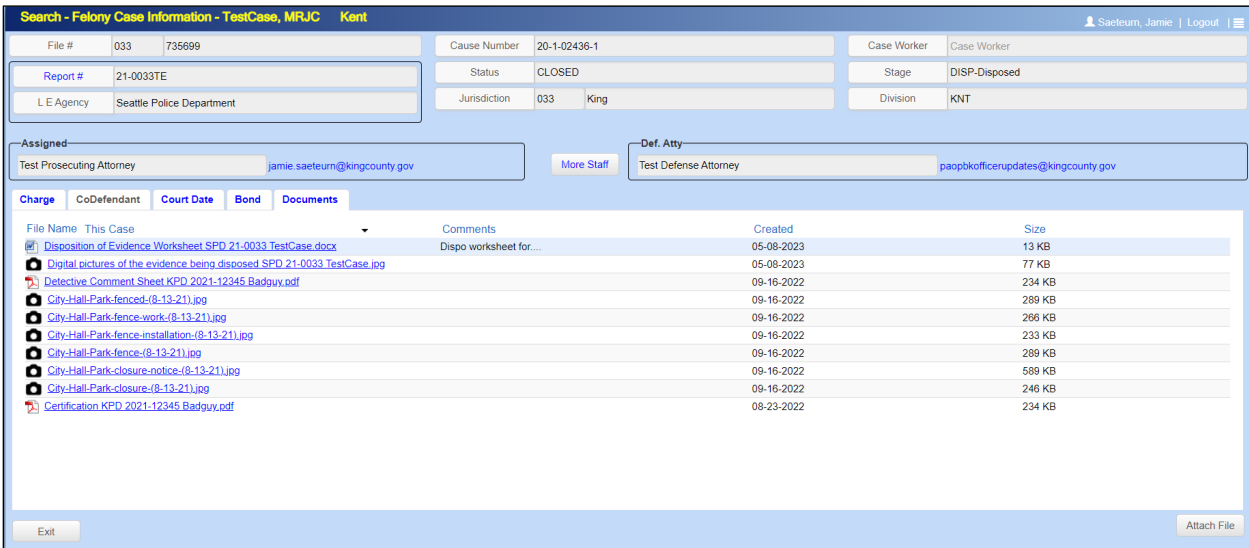 Search - Felony Case Information - TestCase, MRJC Kent
Saeteurn, Jamie | Logout |
File # 033 735699 Cause Number 20-1-02436-1 Case Worker Case Worker
Report # 21-0033TE Status CLOSED Stage DISP-Disposed
L E Agency Seattle Police Department Jurisdiction 033 King Division KNT
Assigned Def. Atty
Test Prosecuting Attorney jamie.saeteurn@kingcounty.gov More Staff Test Defense Attorney paopbkofficerupdates@kingcounty.gov
Charge CoDefendant Court Date Bond Documents
File Name This Case Comments Created Size
Disposition of Evidence Worksheet SPD 21-0033 TestCase.docx Dispo worksheet for.... 05-08-2023 13 KB
Digital pictures of the evidence being disposed SPD 21-0033 TestCase.jpg 05-08-2023 77 KB
Detective Comment Sheet KPD 2021-12345 Badguy.pdf 09-16-2022 234 KB
City-Hall-Park-fenced-(8-13-21).jpg 09-16-2022 289 KB
City-Hall-Park-fence-work-(8-13-21).jpg 09-16-2022 266 KB
City-Hall-Park-fence-installation-(8-13-21).jpg 09-16-2022 233 KB
City-Hall-Park-fence-(8-13-21).jpg 09-16-2022 289 KB
City-Hall-Park-closure-notice-(8-13-21).jpg 09-16-2022 589 KB
City-Hall-Park-closure-(8-13-21).jpg 09-16-2022 246 KB
Certification KPD 2021-12345 Badguy.pdf 08-23-2022 234 KB
Exit Attach File